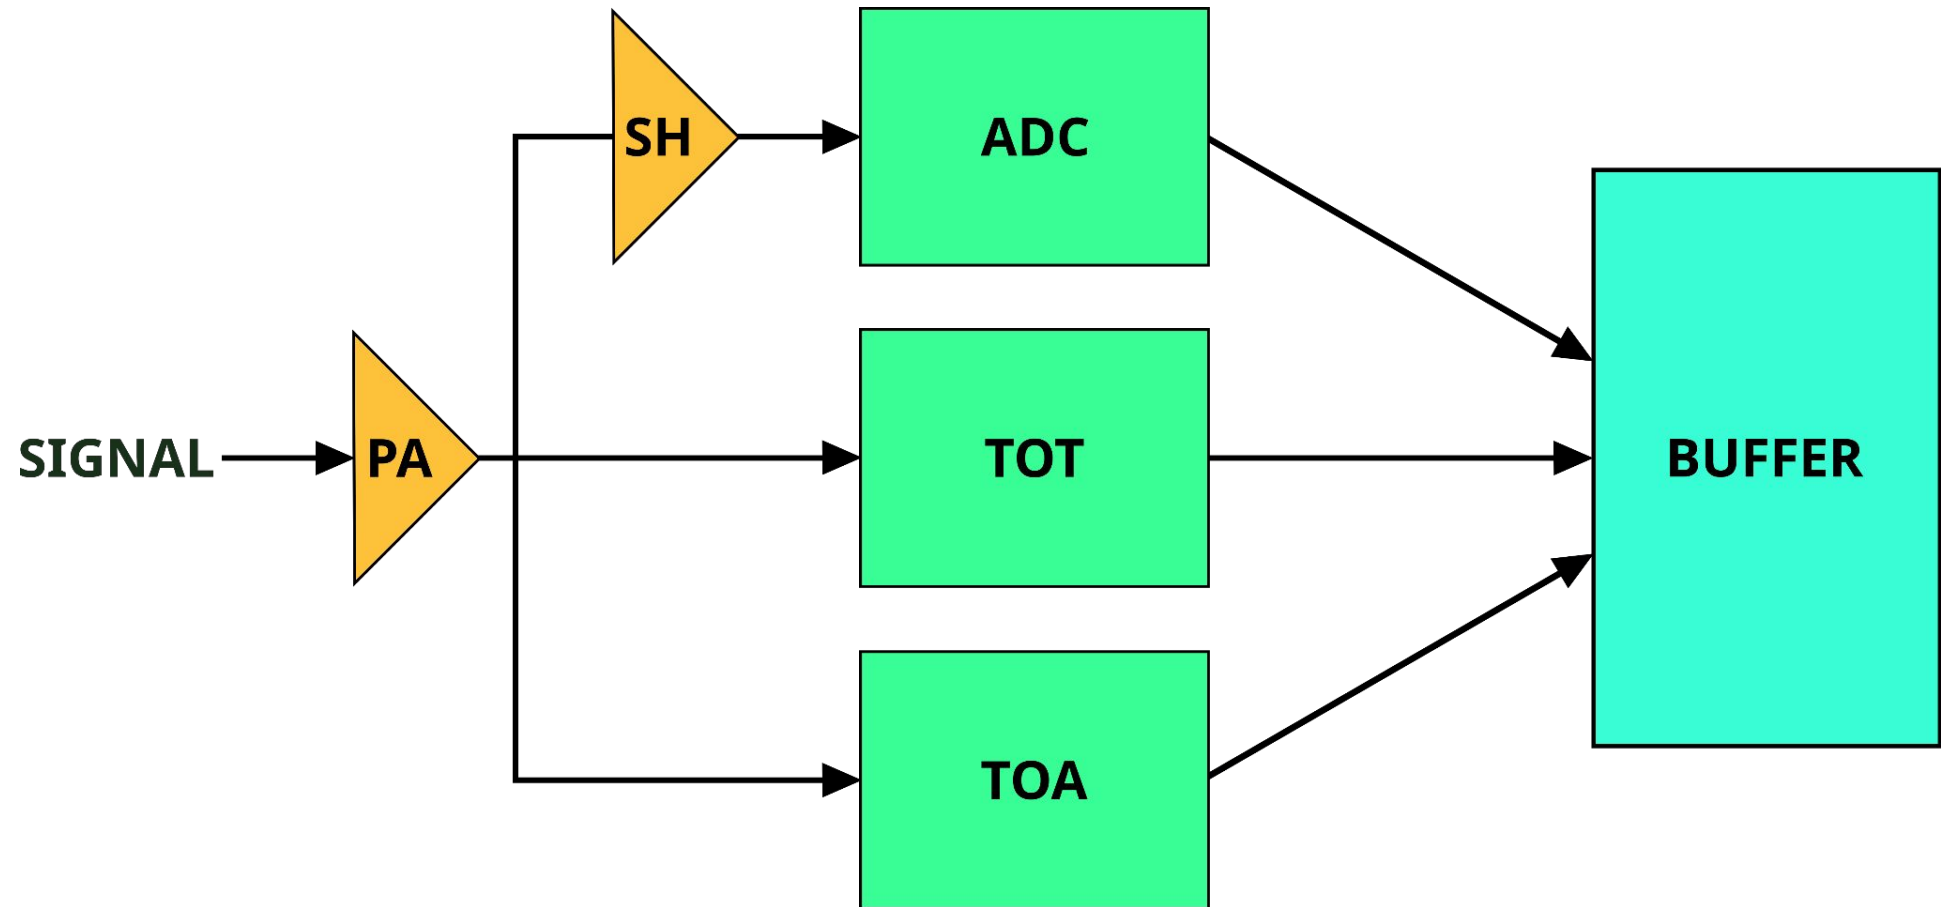 SH
ADC
SIGNAL
PA
TOT
BUFFER
TOA